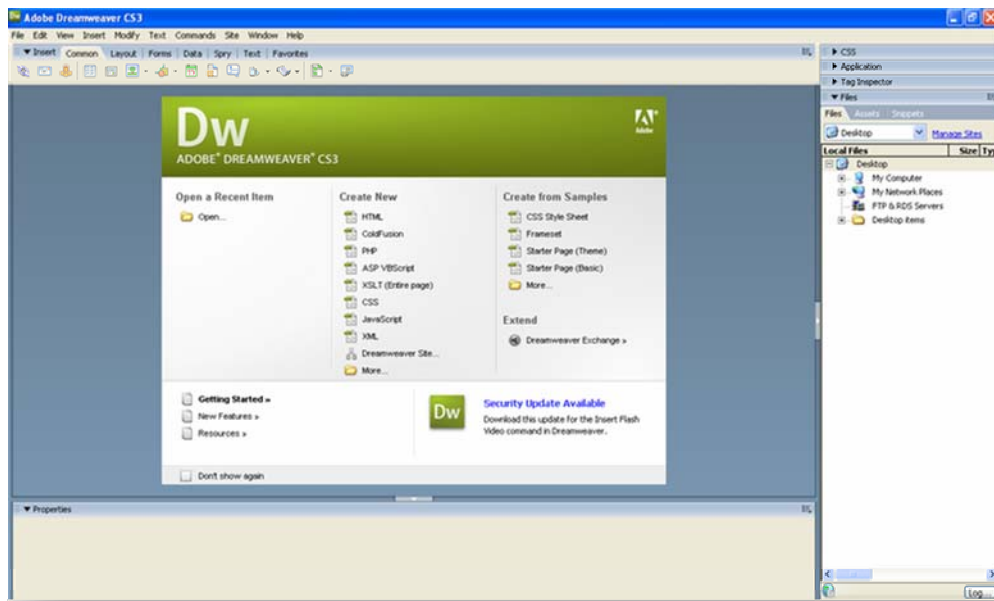 Adobe Dreamweaver CS3
File Edit View Insert Modify Text Commands Site Window Help
Insert Common Layout Forms Data Spry Text Favorites
Dw
Adobe
ADOBE® DREAMWEAVER® CS3
Open a Recent Item
Open...
Create New
HTML
ColdFusion
PHP
ASP VBScript
XSLT (Entire page)
CSS
JavaScript
XML
Dreamweaver Site...
More...
Create from Samples
CSS Style Sheet
Frameset
Starter Page (Theme)
Starter Page (Basic)
More...
Extend
Dreamweaver Exchange »
Getting Started »
New Features »
Resources »
Dw
Security Update Available
Download this update for the Insert Flash
Video command in Dreamweaver.
Don't show again
Properties
CSS
Application
Tag Inspector
Files
Files Assets Snippets
Desktop Manage Sites
Local Files Size Typ
Desktop
My Computer
My Network Places
FTP & RDS Servers
Desktop items
Log...